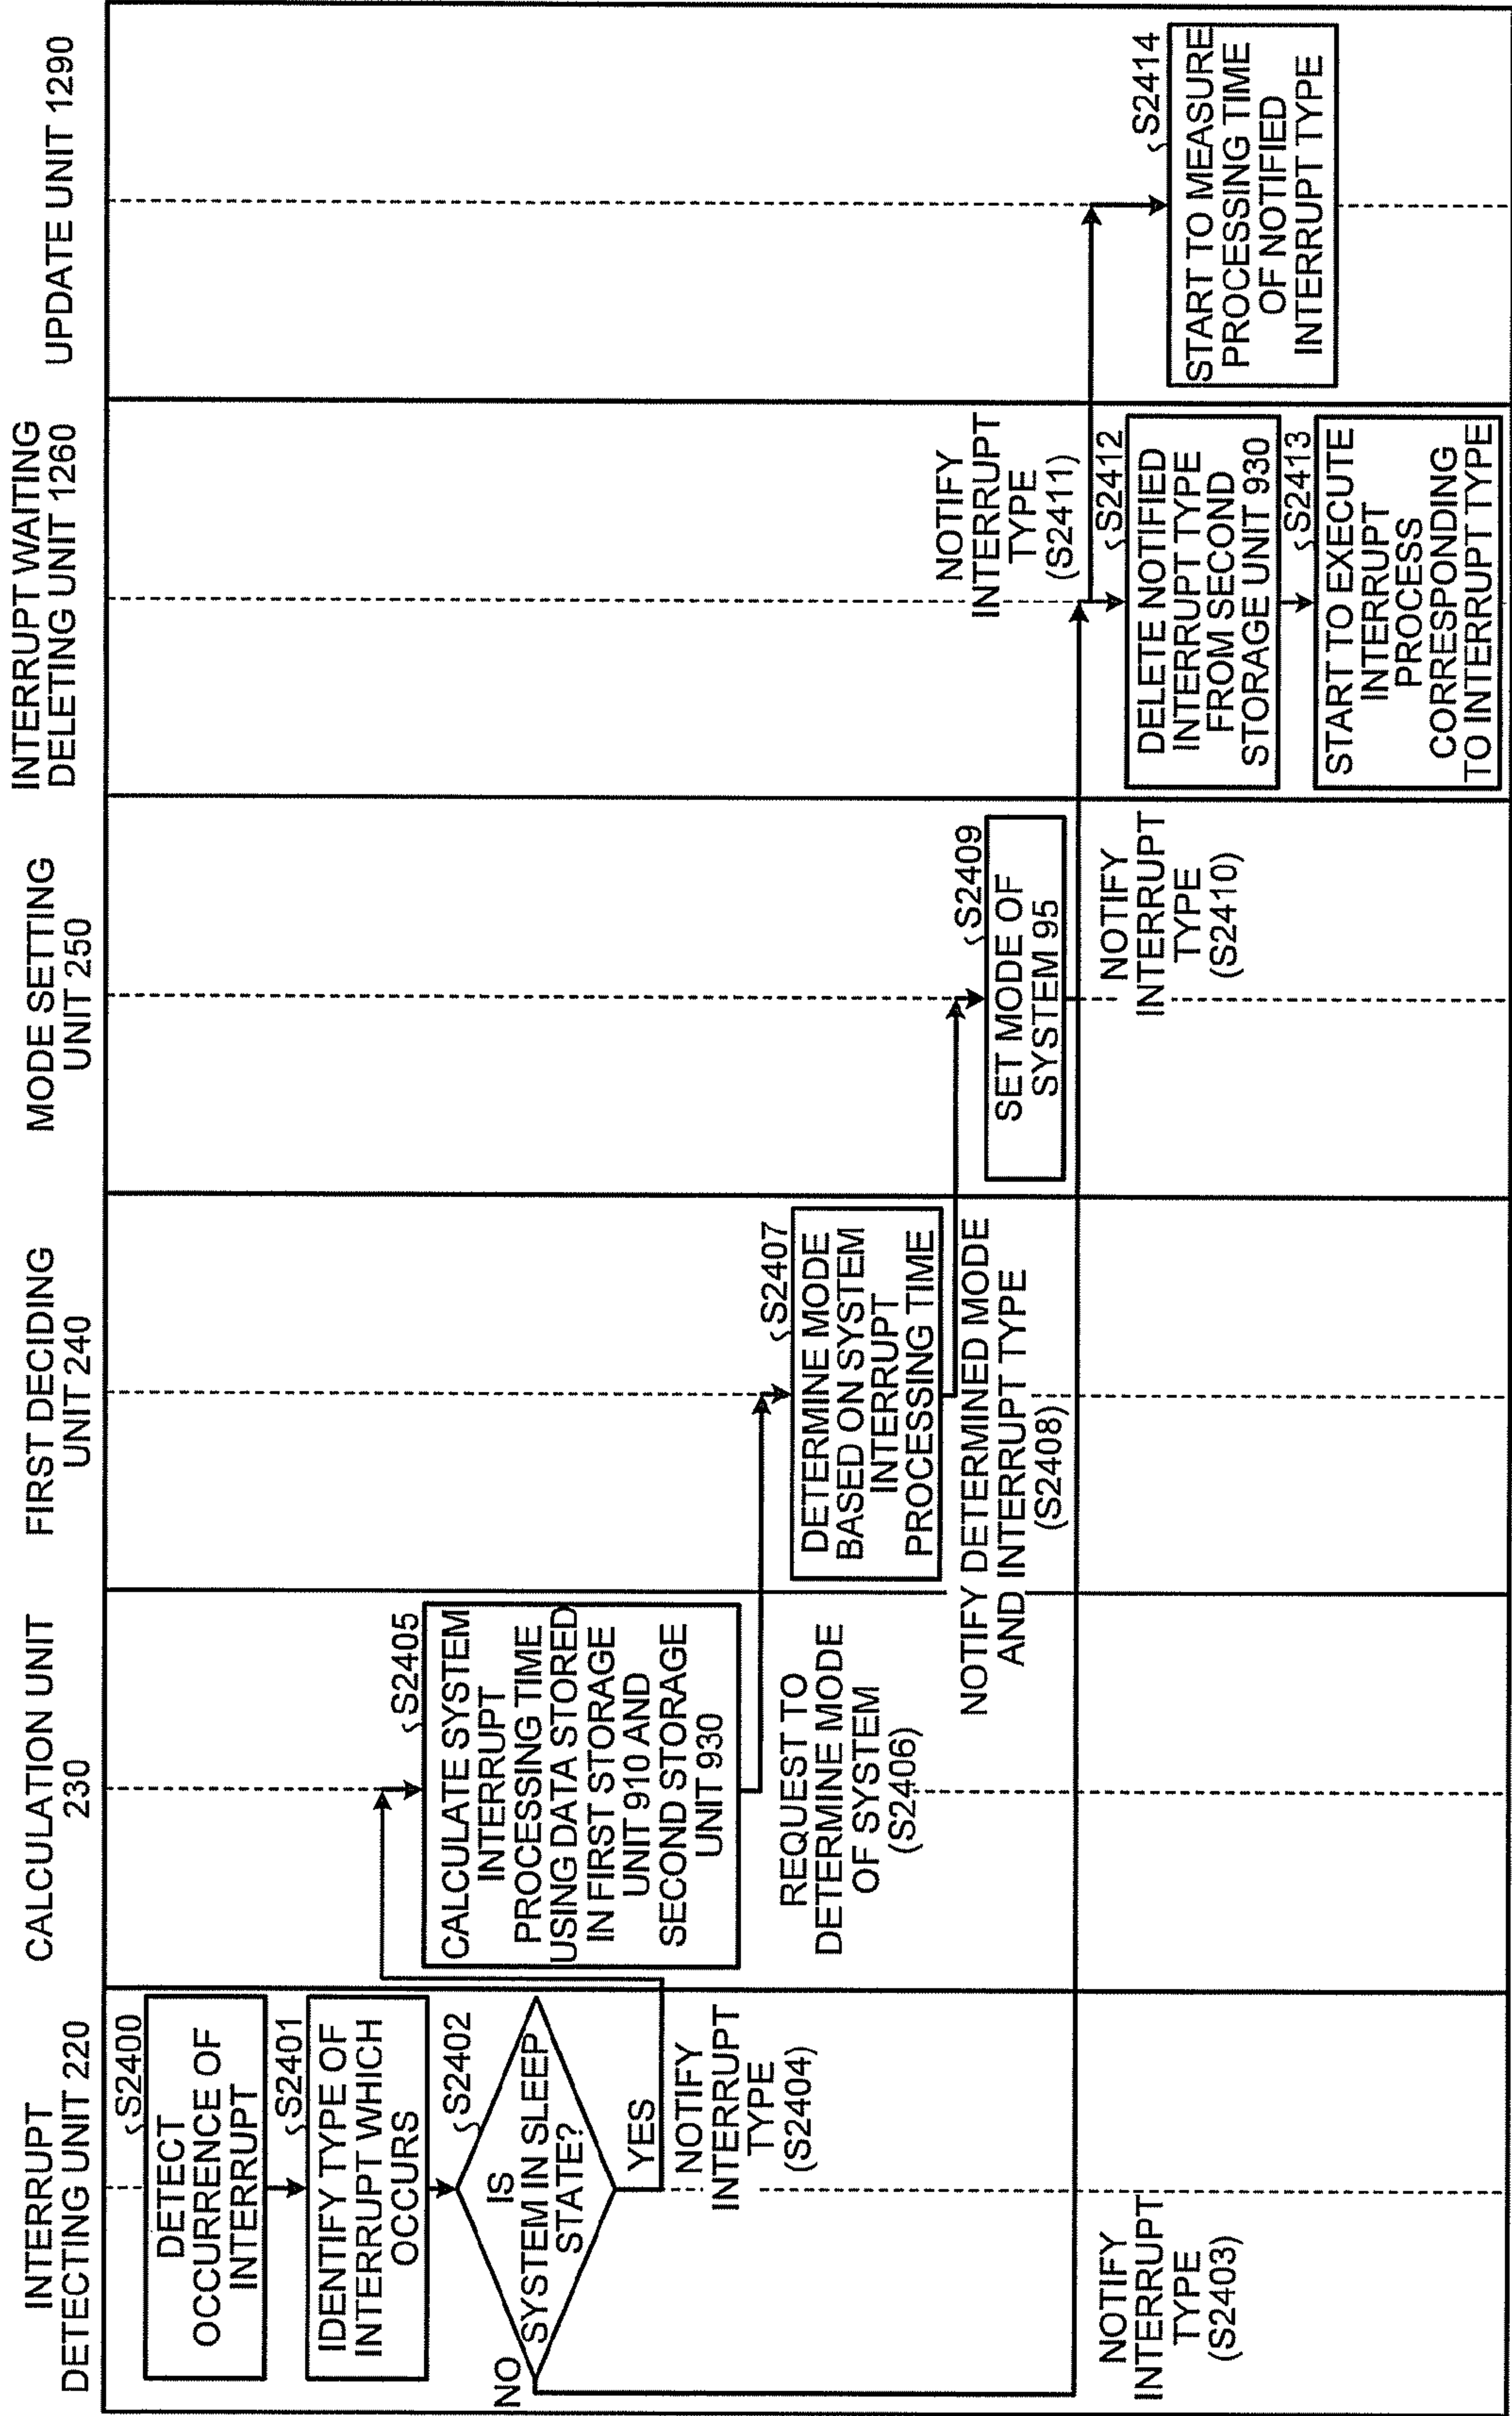 INTERRUPT
DETECTING UNIT 220
CALCULATION UNIT
230
FIRST DECIDING
UNIT 240
MODE SETTING
UNIT 250
INTERRUPT WAITING
DELETING UNIT 1260
UPDATE UNIT 1290
S2400
DETECT
OCCURRENCE OF
INTERRUPT
S2401
IDENTIFY TYPE OF
INTERRUPT WHICH
OCCURS
S2402
IS
SYSTEM IN SLEEP
STATE?
NO
YES
NOTIFY
INTERRUPT
TYPE
(S2404)
NOTIFY
INTERRUPT
TYPE
(S2403)
S2405
CALCULATE SYSTEM
INTERRUPT
PROCESSING TIME
USING DATA STORED
IN FIRST STORAGE
UNIT 910 AND
SECOND STORAGE
UNIT 930
REQUEST TO
DETERMINE MODE
OF SYSTEM
(S2406)
S2407
DETERMINE MODE
BASED ON SYSTEM
INTERRUPT
PROCESSING TIME
NOTIFY DETERMINED MODE
AND INTERRUPT TYPE
(S2408)
S2409
SET MODE OF
SYSTEM 95
NOTIFY
INTERRUPT
TYPE
(S2410)
NOTIFY
INTERRUPT
TYPE
(S2411)
S2412
DELETE NOTIFIED
INTERRUPT TYPE
FROM SECOND
STORAGE UNIT 930
S2413
START TO EXECUTE
INTERRUPT
PROCESS
CORRESPONDING
TO INTERRUPT TYPE
S2414
START TO MEASURE
PROCESSING TIME
OF NOTIFIED
INTERRUPT TYPE